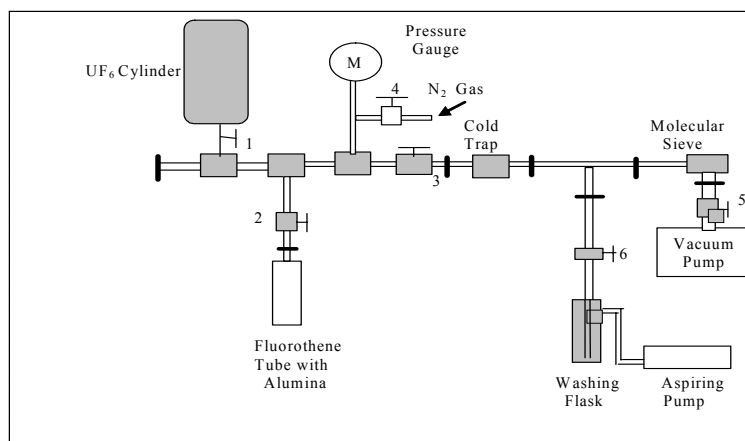 Pressure
Gauge
UF₆ Cylinder
M
4
N₂ Gas
Cold
Trap
Molecular
Sieve
1
3
5
2
6
Vacuum
Pump
Fluorothene
Tube with
Alumina
Washing
Flask
Aspiring
Pump